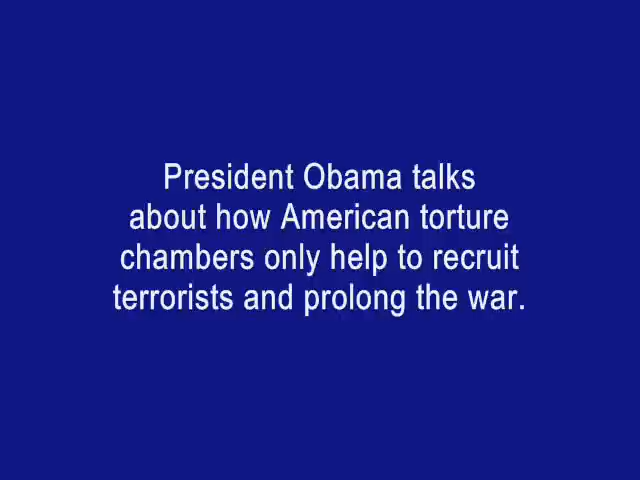 President Obama talks
about how American torture
chambers only help to recruit
terrorists and prolong the war.